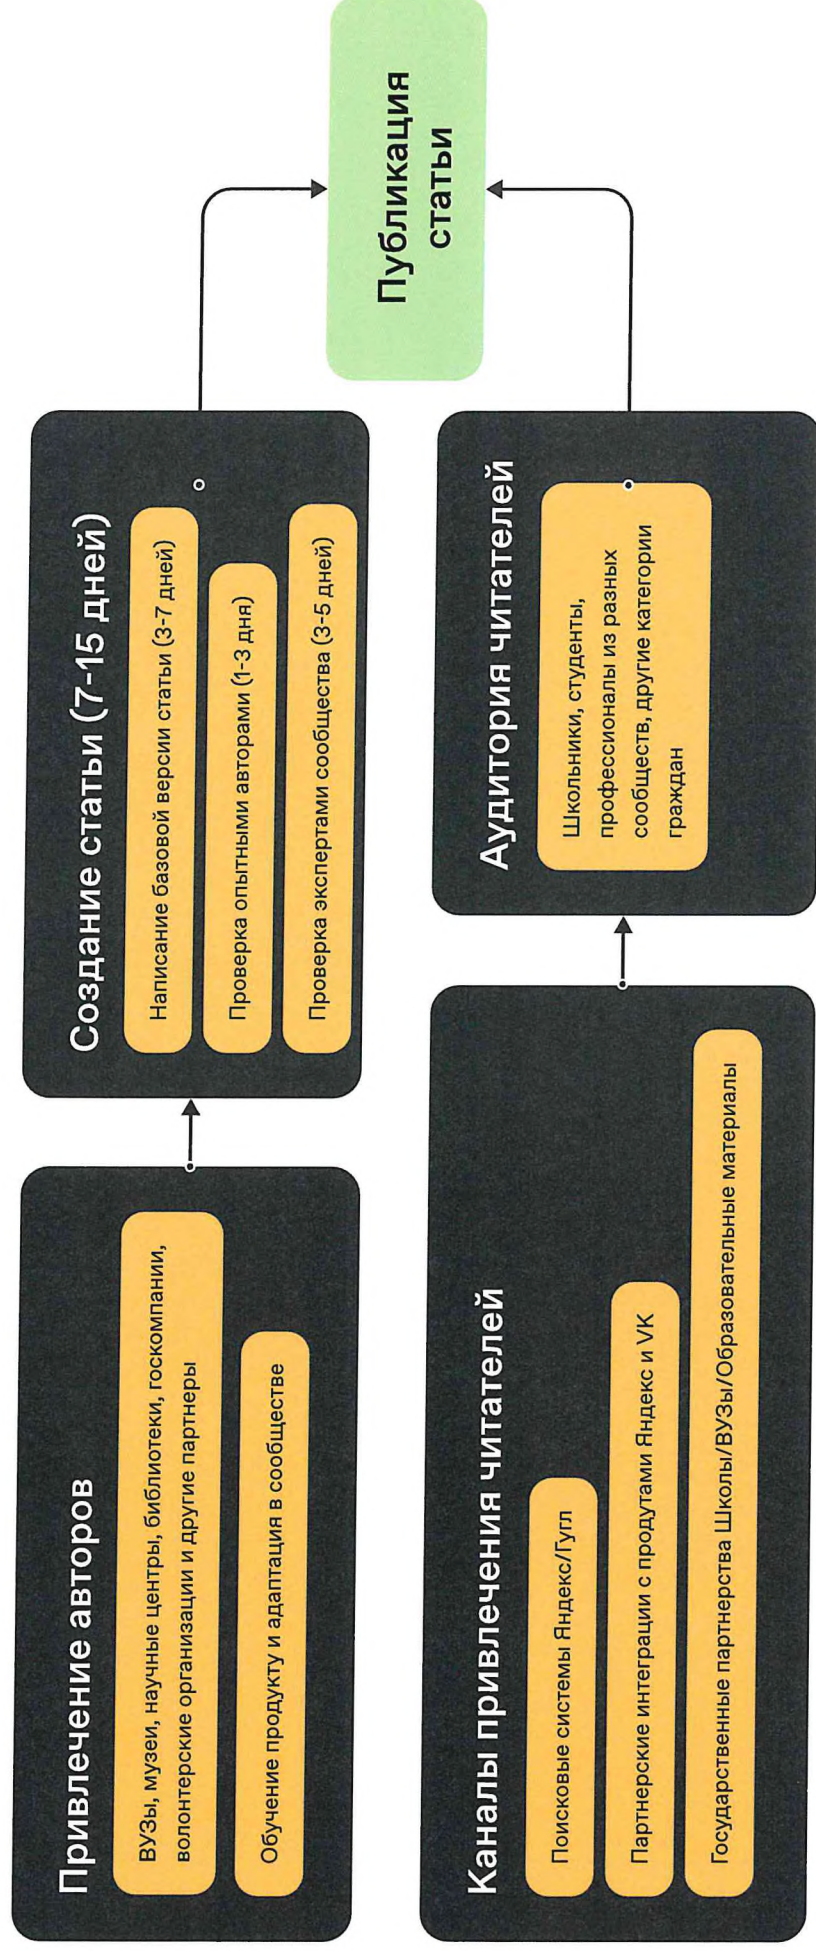 Привлечение авторов
ВУЗы, музеи, научные центры, библиотеки, госкомпании,
волонтерские организации и другие партнеры
Обучение продукту и адаптация в сообществе
Создание статьи (7-15 дней)
Написание базовой версии статьи (3-7 дней)
Проверка опытными авторами (1-3 дня)
Проверка экспертами сообщества (3-5 дней)
Каналы привлечения читателей
Поисковые системы Яндекс/Гугл
Партнерские интеграции с продутами Яндекс и VK
Государственные партнерства Школы/ВУЗы/Образовательные материалы
Аудитория читателей
Школьники, студенты,
профессионалы из разных
сообществ, другие категории
граждан
Публикация
статьи